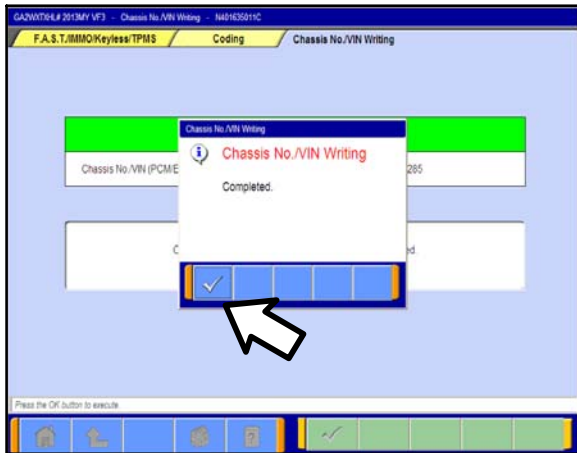 GA2WXTXHL# 2013MY VF3 - Chassis No./VIN Writing - N401635011C
F.A.S.T./IMMO/Keyless/TPMS
Coding
Chassis No./VIN Writing
Chassis No./VIN Writing
Chassis No./VIN Writing
Completed.
Chassis No./VIN (PCM/E
285
Press the OK button to execute.
?